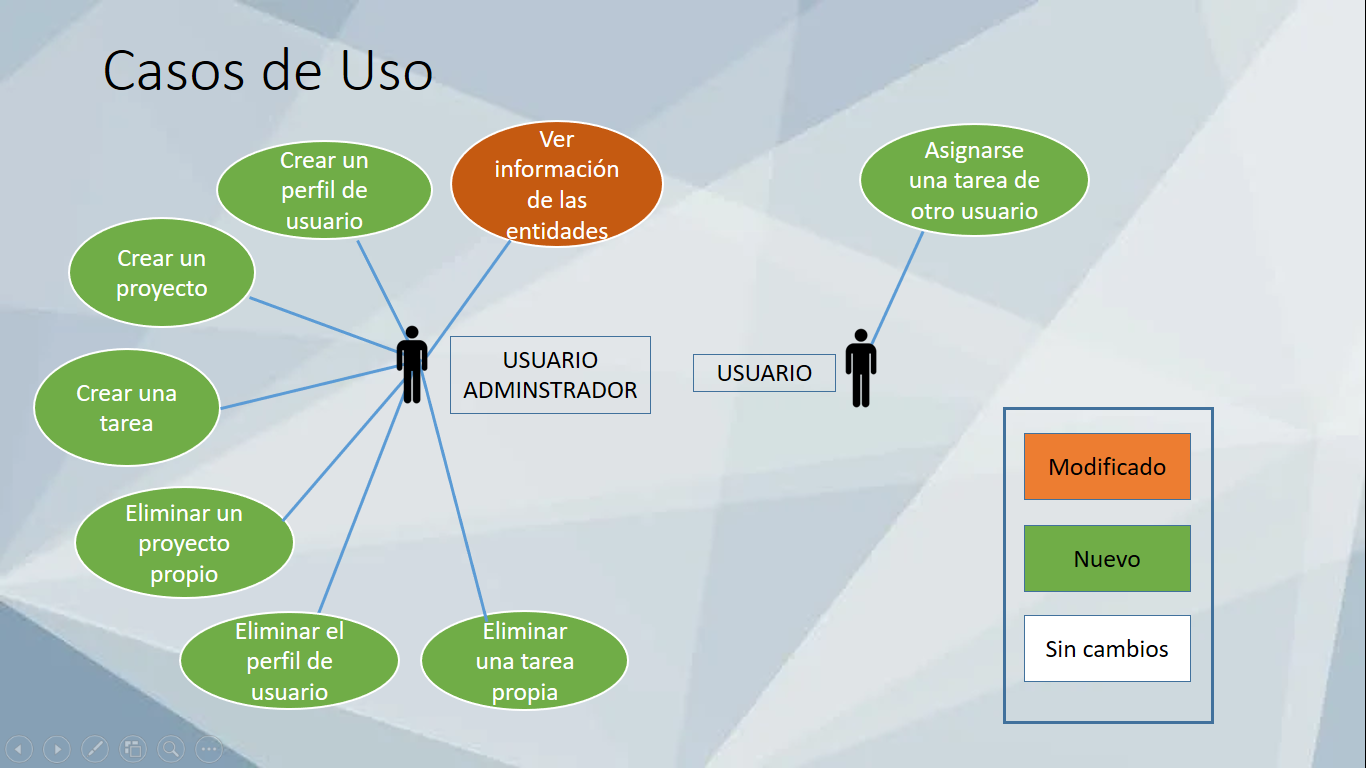 Casos de Uso
Crear un
perfil de
usuario
Ver
información
de las
entidades
Asignarse
una tarea de
otro usuario
Crear un
proyecto
Crear una
tarea
USUARIO
ADMINSTRADOR
USUARIO
Eliminar un
proyecto
propio
Eliminar el
perfil de
usuario
Eliminar
una tarea
propia
Modificado
Nuevo
Sin cambios